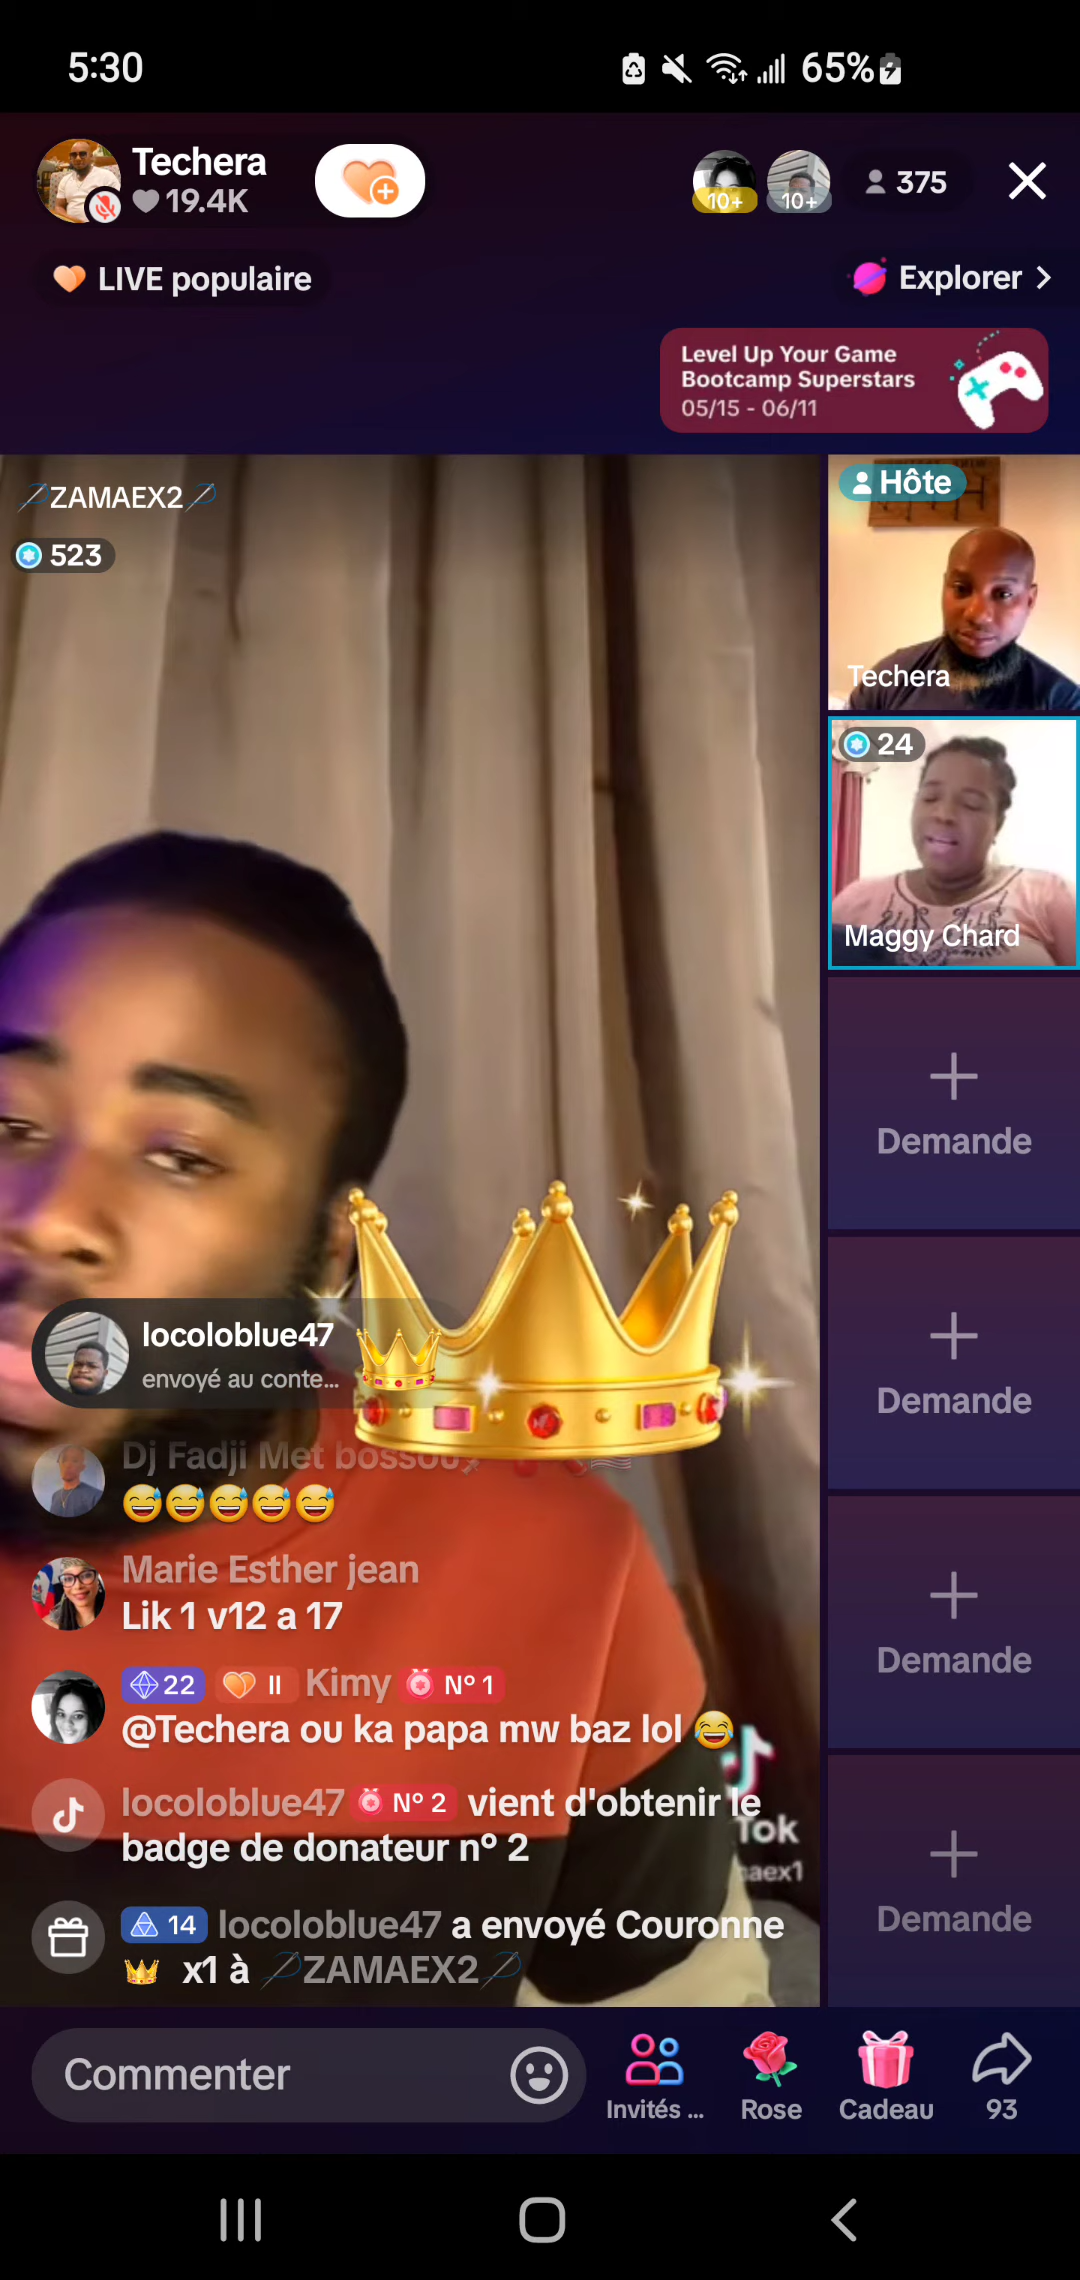 5:30
65%
Techera
19.4K
10+
10+
375
LIVE populaire
Explorer
Level Up Your Game
Bootcamp Superstars
05/15 - 06/11
ZAMAEX2
523
Hôte
Techera
24
Maggy Chard
Demande
Demande
Demande
Demande
locoloblue47
envoyé au conte...
Dj Fadji Met bossou
😅😅😅😅😅
Marie Esther jean
Lik 1 v12 a 17
22 II Kimy N° 1
@Techera ou ka papa mw baz lol 😂
locoloblue47 N° 2 vient d'obtenir le
badge de donateur n° 2
Tok
aex1
14 locoloblue47 a envoyé Couronne
x1 à ZAMAEX2
Commenter
Invités ...
Rose
Cadeau
93